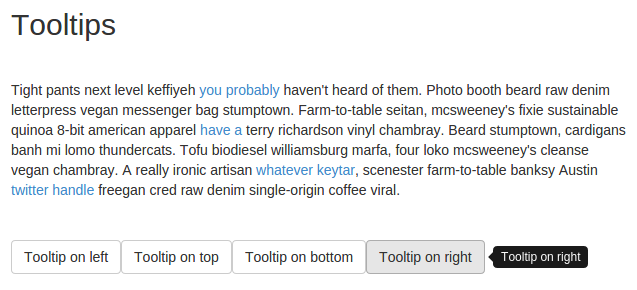 Tooltips
Tight pants next level keffiyeh you probably haven't heard of them. Photo booth beard raw denim
letterpress vegan messenger bag stumptown. Farm-to-table seitan, mcsweeney's fixie sustainable
quinoa 8-bit american apparel have a terry richardson vinyl chambray. Beard stumptown, cardigans
banh mi lomo thundercats. Tofu biodiesel williamsburg marfa, four loko mcsweeney's cleanse
vegan chambray. A really ironic artisan whatever keytar, scenester farm-to-table banksy Austin
twitter handle freegan cred raw denim single-origin coffee viral.
Tooltip on left Tooltip on top Tooltip on bottom Tooltip on right Tooltip on right